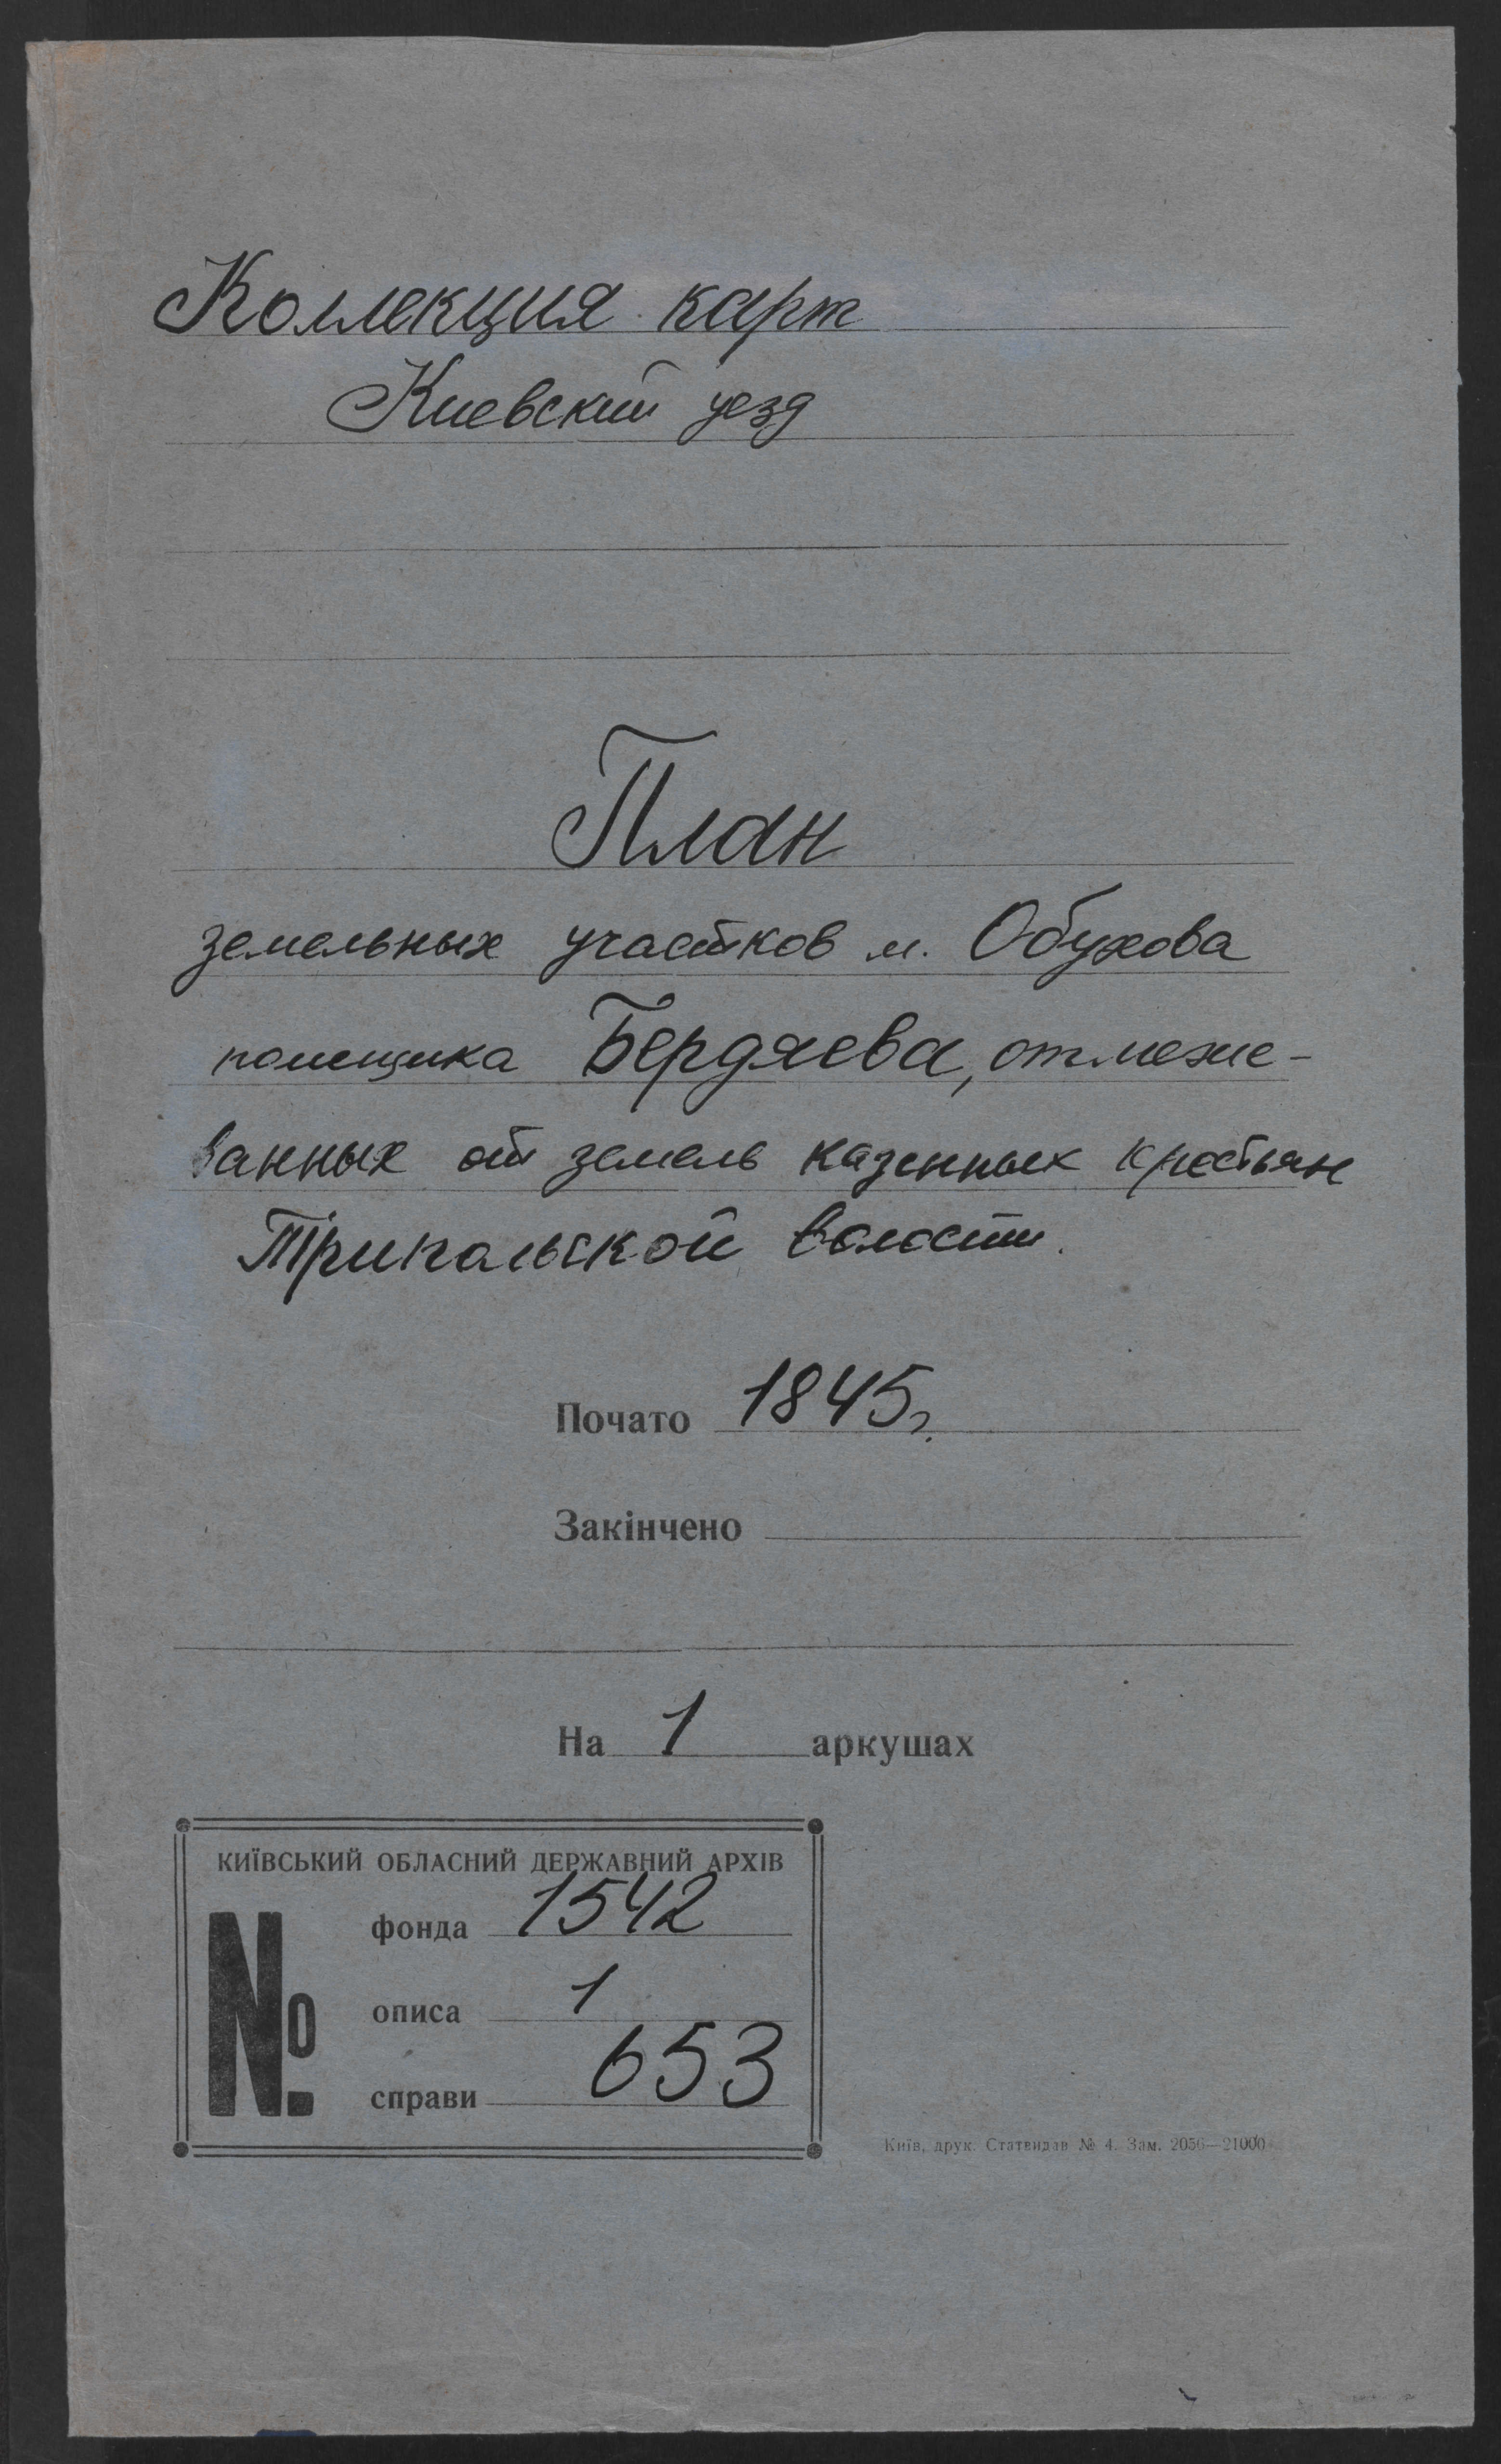 Коллекция карт
Киевский уезд
План
земельных участков м. Обухова
помещика Бердяева, отмеже-
ванных от земель казенных крестьян
Трипольской волости.
Почато 1845г.
Закінчено
На 1 аркушах
КИЇВСЬКИЙ ОБЛАСНИЙ ДЕРЖАВНИЙ АРХІВ
№
фонда 1542
описа 1
справи 653
Київ, друк. Статвидав № 4. Зам. 2056—21000